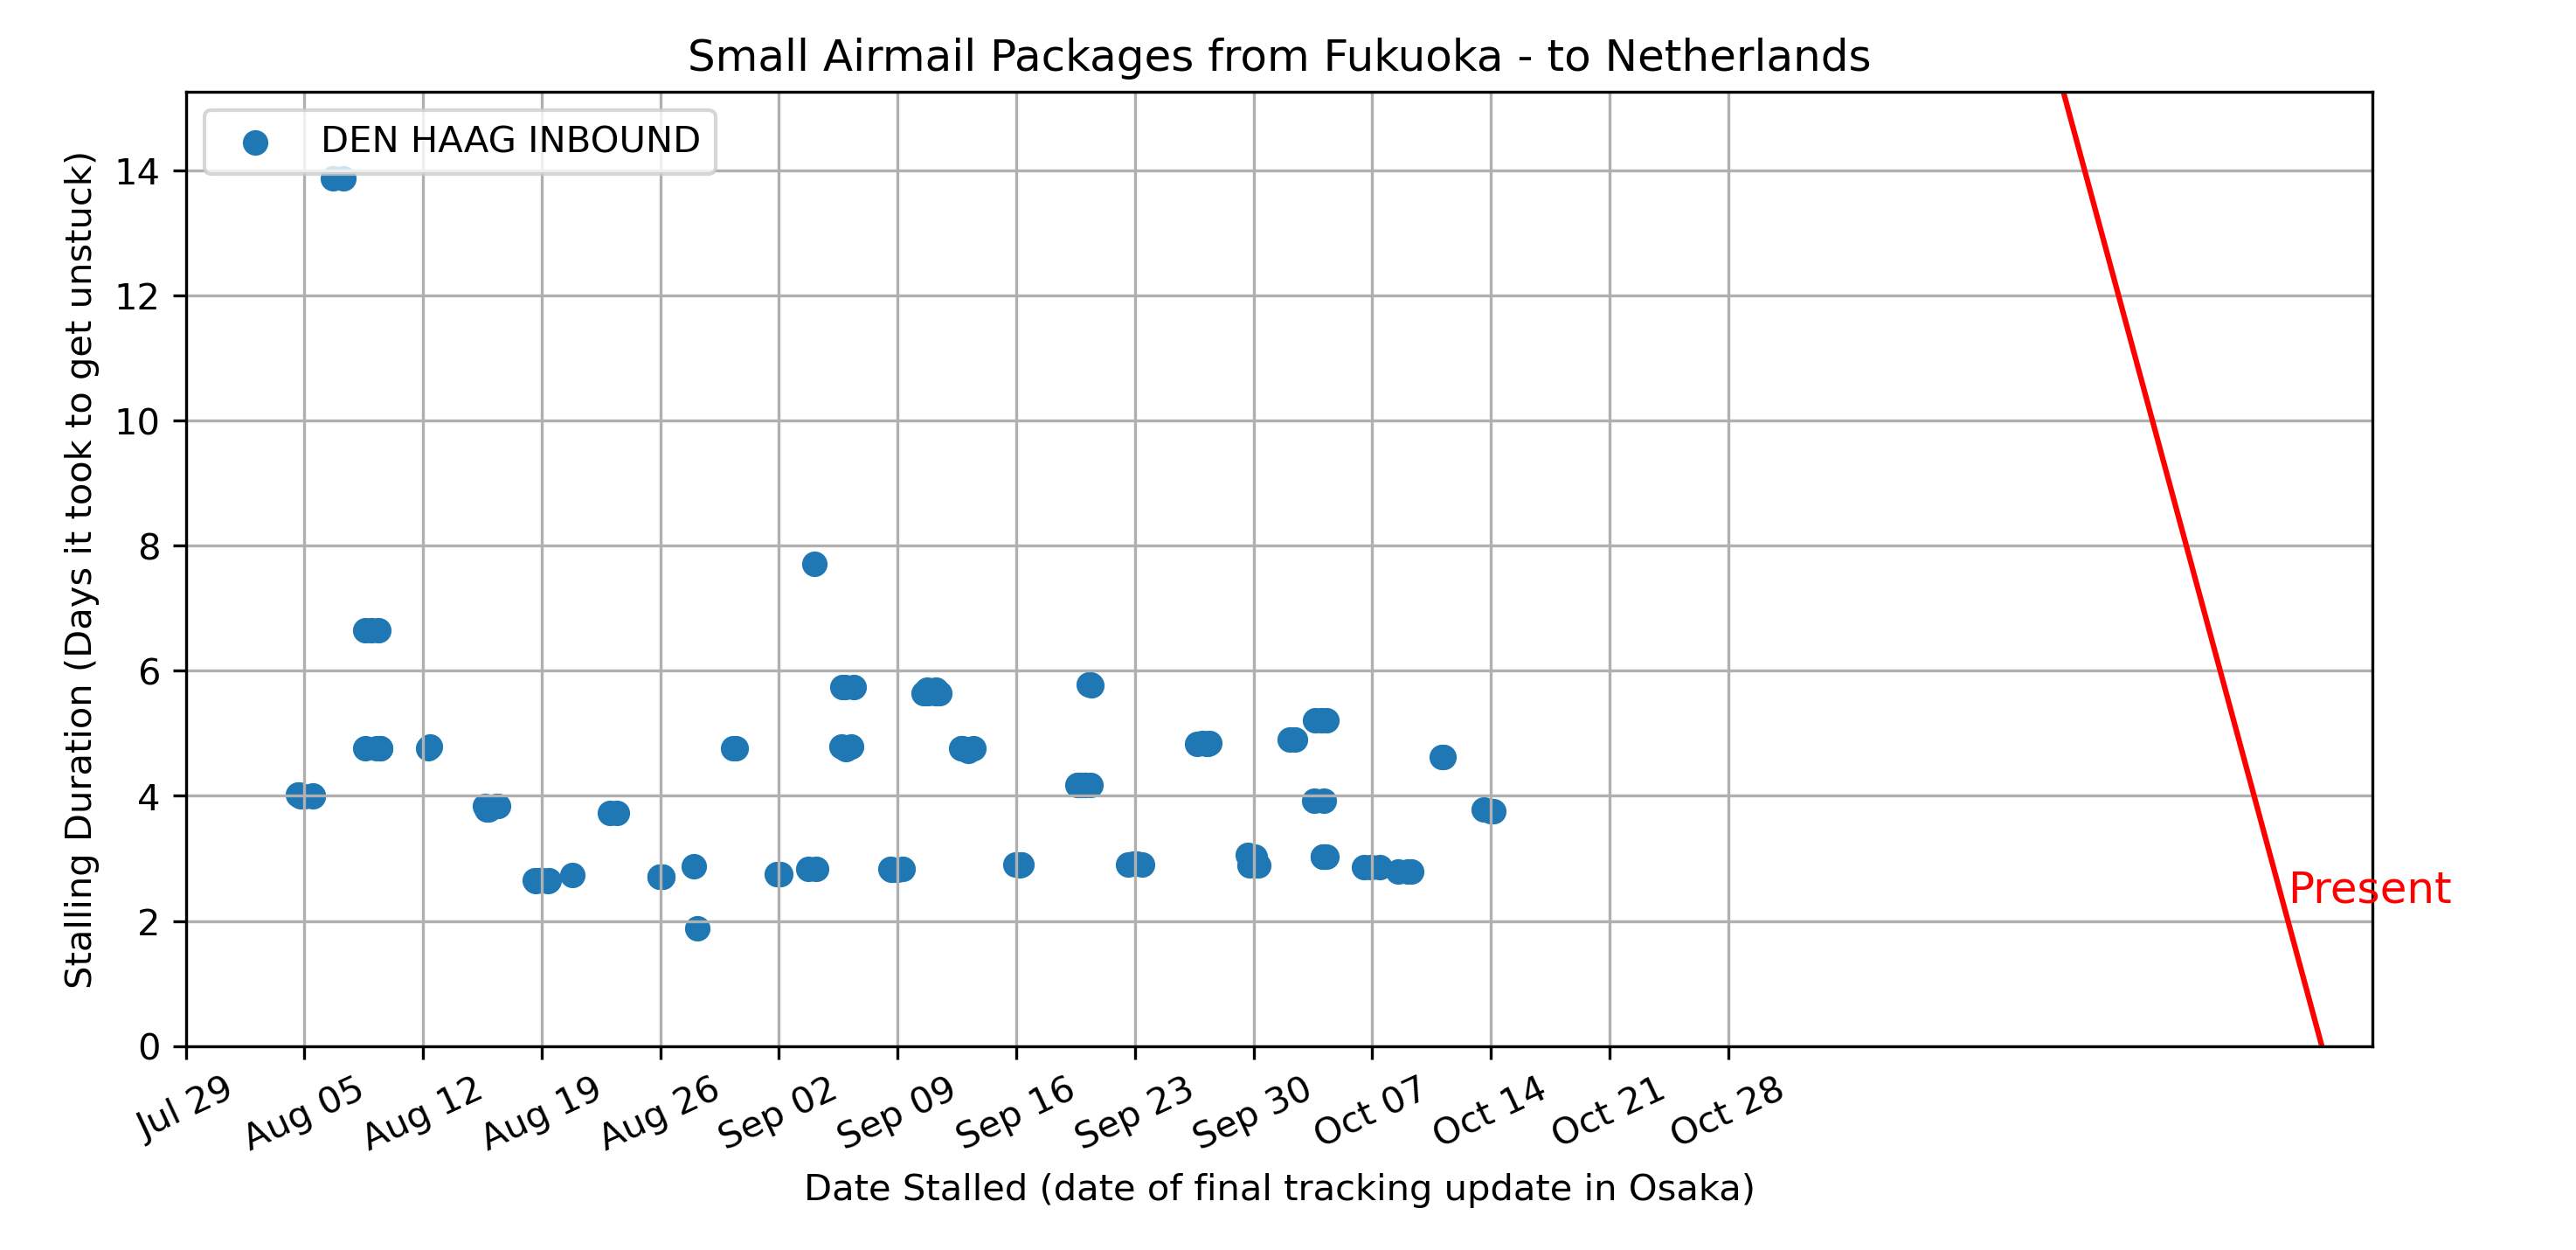 Small Airmail Packages from Fukuoka - to Netherlands
DEN HAAG INBOUND
Stalling Duration (Days it took to get unstuck)
14
12
10
8
6
4
2
0
Present
Jul 29
Aug 05
Aug 12
Aug 19
Aug 26
Sep 02
Sep 09
Sep 16
Sep 23
Sep 30
Oct 07
Oct 14
Oct 21
Oct 28
Date Stalled (date of final tracking update in Osaka)